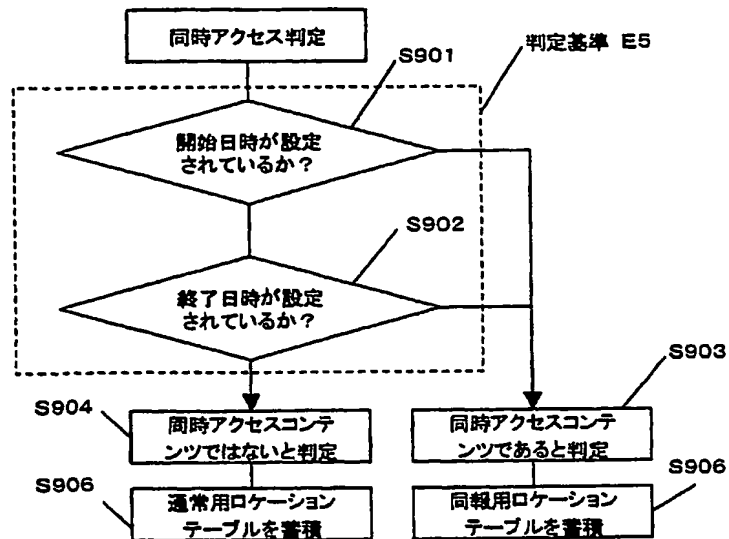 同時アクセス判定
S901
判定基準 E5
開始日時が設定
されているか？
S902
終了日時が設定
されているか？
S904
同時アクセスコンテ
ンツではないと判定
S903
同時アクセスコンテ
ンツであると判定
S906
通常用ロケーション
テーブルを蓄積
S906
同報用ロケーション
テーブルを蓄積